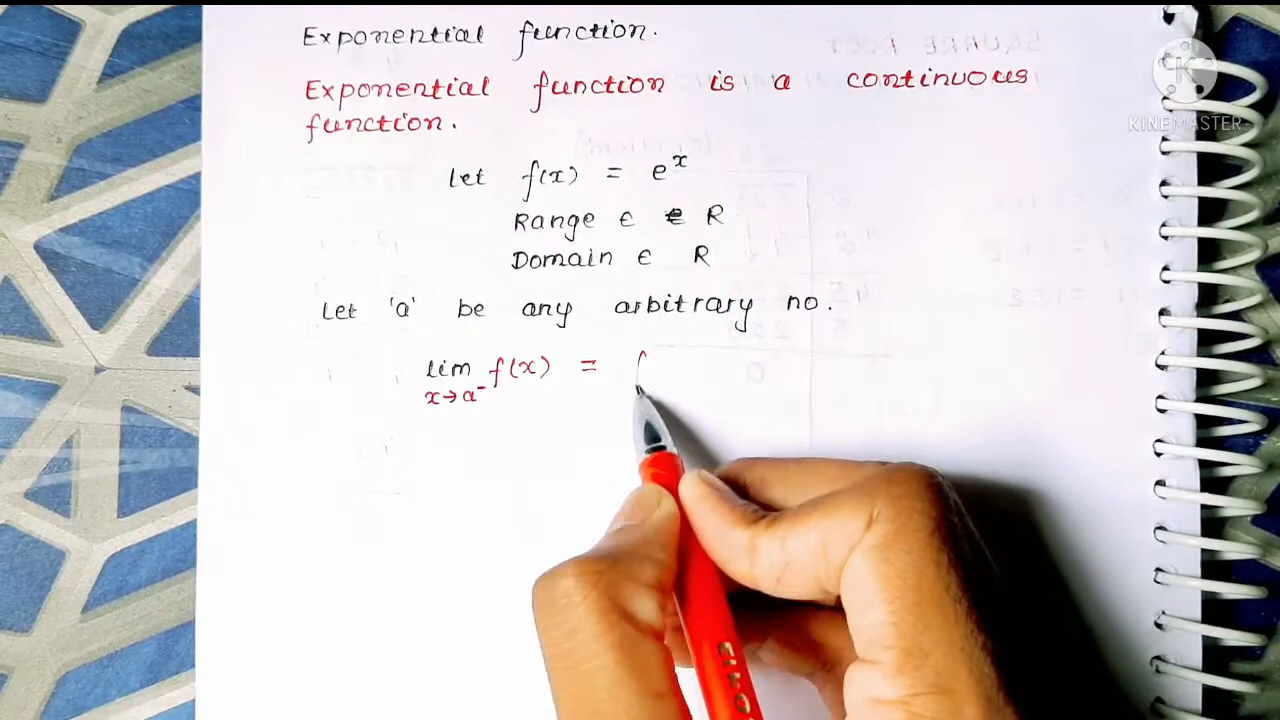 Exponential function.
Exponential function is a continuous
function.
Let f(x) = e^x
Range ∈ R
Domain ∈ R
Let 'a' be any arbitrary no.
lim f(x) =
x→a⁻
K
KINEMASTER